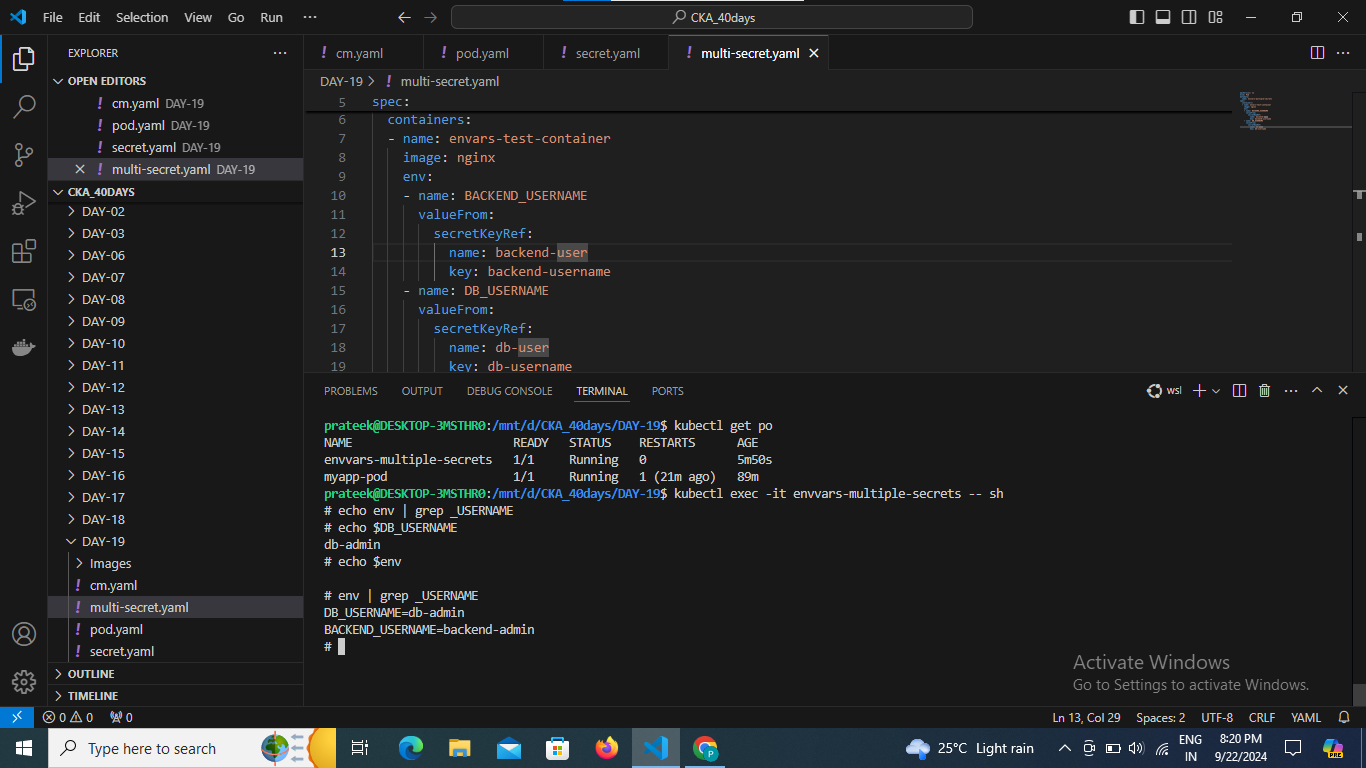 File Edit Selection View Go Run ··· CKA_40days
EXPLORER ···
OPEN EDITORS
! cm.yaml DAY-19
! pod.yaml DAY-19
! secret.yaml DAY-19
! multi-secret.yaml DAY-19
CKA_40DAYS
DAY-02
DAY-03
DAY-06
DAY-07
DAY-08
DAY-09
DAY-10
DAY-11
DAY-12
DAY-13
DAY-14
DAY-15
DAY-16
DAY-17
DAY-18
DAY-19
Images
! cm.yaml
! multi-secret.yaml
! pod.yaml
! secret.yaml
OUTLINE
TIMELINE
! cm.yaml ! pod.yaml ! secret.yaml ! multi-secret.yaml
DAY-19 > ! multi-secret.yaml
5 spec:
6 containers:
7 - name: envars-test-container
8 image: nginx
9 env:
10 - name: BACKEND_USERNAME
11 valueFrom:
12 secretKeyRef:
13 name: backend-user
14 key: backend-username
15 - name: DB_USERNAME
16 valueFrom:
17 secretKeyRef:
18 name: db-user
19 key: db-username
PROBLEMS OUTPUT DEBUG CONSOLE TERMINAL PORTS wsl
prateek@DESKTOP-3MSTHR0:/mnt/d/CKA_40days/DAY-19$ kubectl get po
NAME READY STATUS RESTARTS AGE
envvars-multiple-secrets 1/1 Running 0 5m50s
myapp-pod 1/1 Running 1 (21m ago) 89m
prateek@DESKTOP-3MSTHR0:/mnt/d/CKA_40days/DAY-19$ kubectl exec -it envvars-multiple-secrets -- sh
# echo env | grep _USERNAME
# echo $DB_USERNAME
db-admin
# echo $env
# env | grep _USERNAME
DB_USERNAME=db-admin
BACKEND_USERNAME=backend-admin
#
Activate Windows
Go to Settings to activate Windows.
0 0 0 Ln 13, Col 29 Spaces: 2 UTF-8 CRLF YAML
Type here to search 25°C Light rain ENG IN 8:20 PM 9/22/2024 PRE